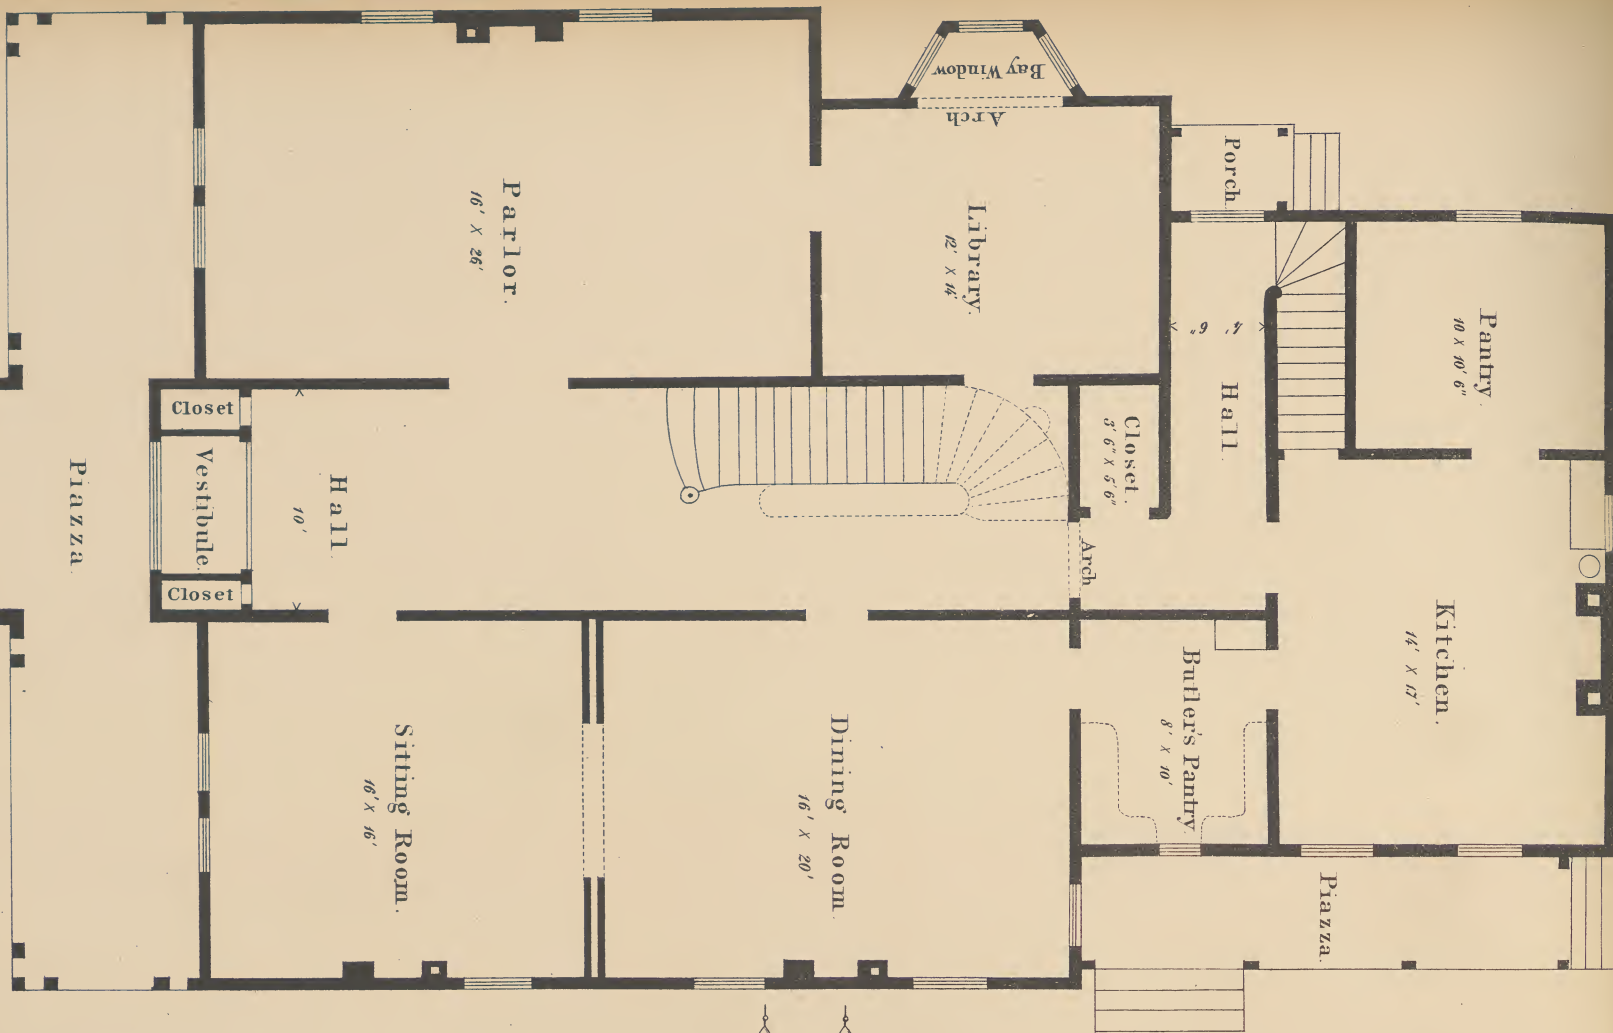 Bay Window
Arch
Porch
Parlor.
16' X 26'
Library.
12' X 14'
4' 6"
Pantry
10 X 10' 6"
Hall
Closet
Closet.
3' 6" X 5' 6"
Piazza
Vestibule.
Hall
10'
Arch
Closet
Kitchen.
14' X 17'
Butler's Pantry
8' X 10'
Sitting Room.
16' X 16'
Dining Room
16' X 20'
Piazza